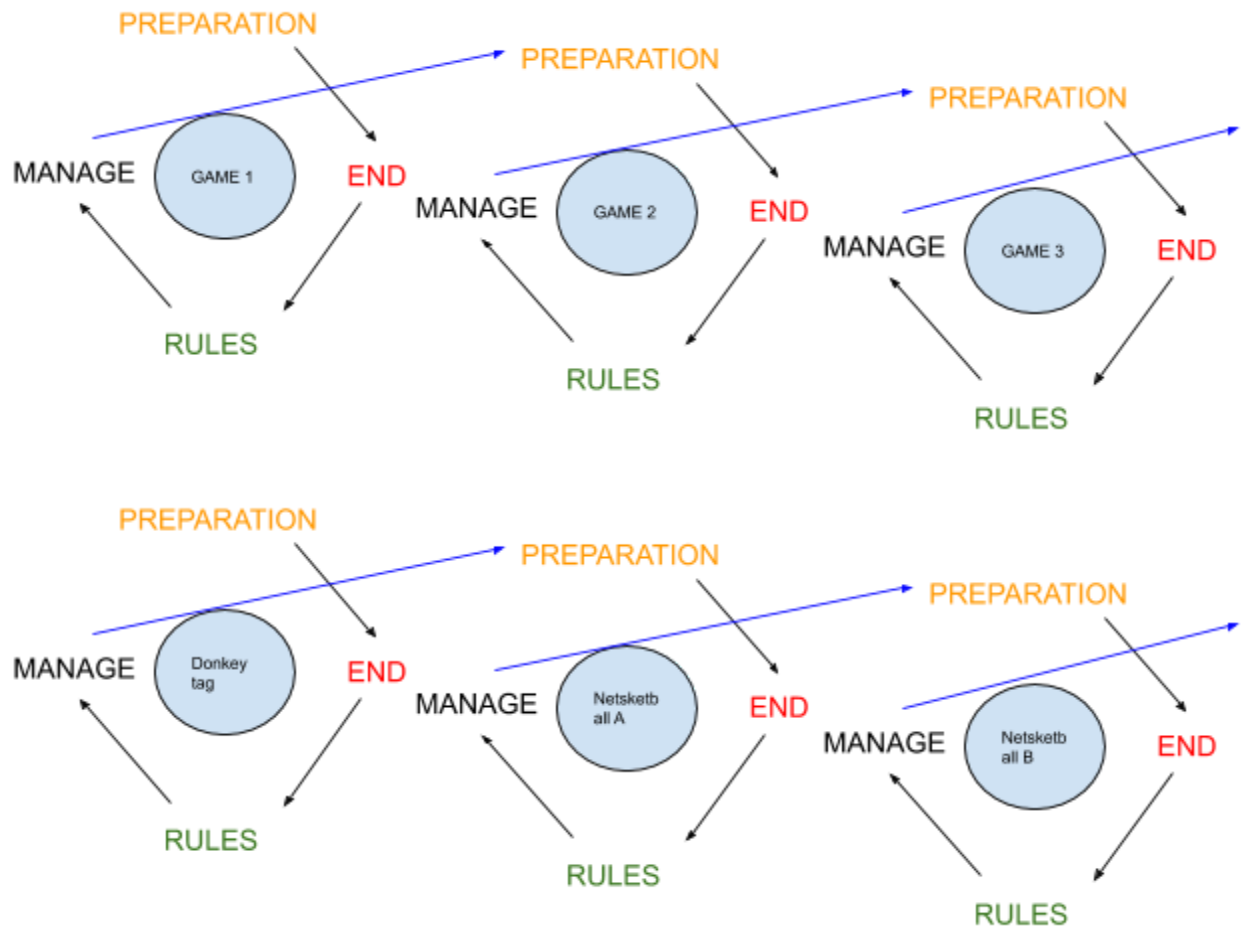 PREPARATION
PREPARATION
PREPARATION
MANAGE
GAME 1
END
MANAGE
GAME 2
END
MANAGE
GAME 3
END
RULES
RULES
RULES
PREPARATION
PREPARATION
PREPARATION
MANAGE
Donkey
tag
END
MANAGE
Netsketb
all A
END
MANAGE
Netsketb
all B
END
RULES
RULES
RULES